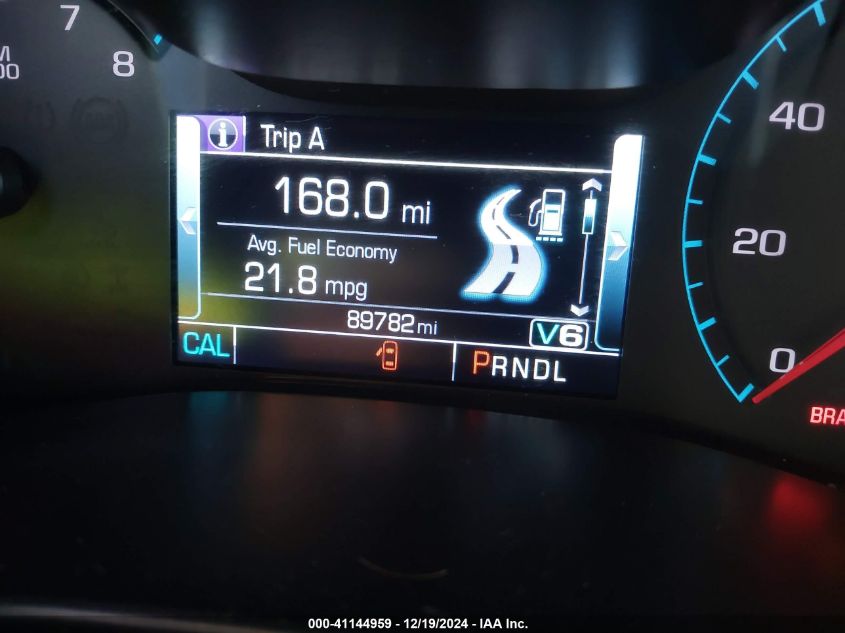 7
8
Trip A
168.0 mi
Avg. Fuel Economy
21.8 mpg
89782 mi
V6
CAL
PRNDL
40
20
0
000-41144959 - 12/19/2024 - IAA Inc.